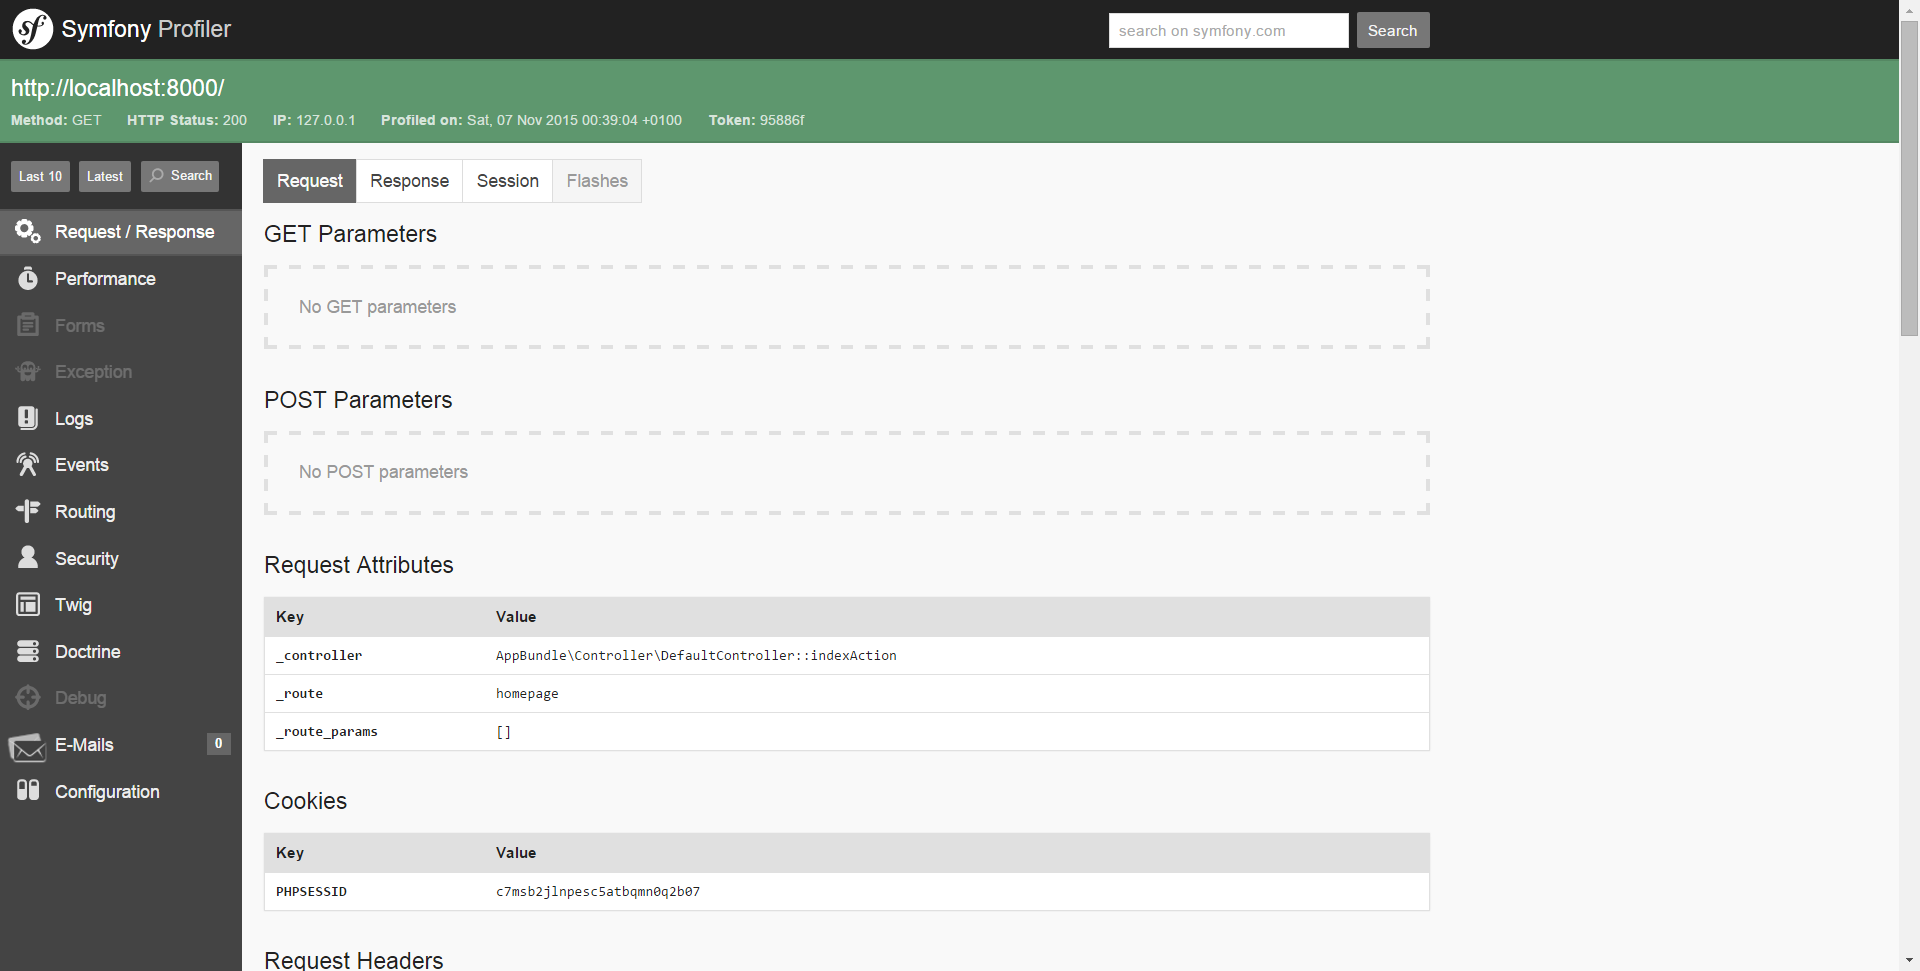 Symfony Profiler
search on symfony.com
Search
http://localhost:8000/
Method: GET HTTP Status: 200 IP: 127.0.0.1 Profiled on: Sat, 07 Nov 2015 00:39:04 +0100 Token: 95886f
Last 10
Latest
Search
Request / Response
Performance
Forms
Exception
Logs
Events
Routing
Security
Twig
Doctrine
Debug
E-Mails 0
Configuration
Request Response Session Flashes
GET Parameters
No GET parameters
POST Parameters
No POST parameters
Request Attributes
Key Value
_controller AppBundle\Controller\DefaultController::indexAction
_route homepage
_route_params []
Cookies
Key Value
PHPSESSID c7msb2jlnpesc5atbqmn0q2b07
Request Headers